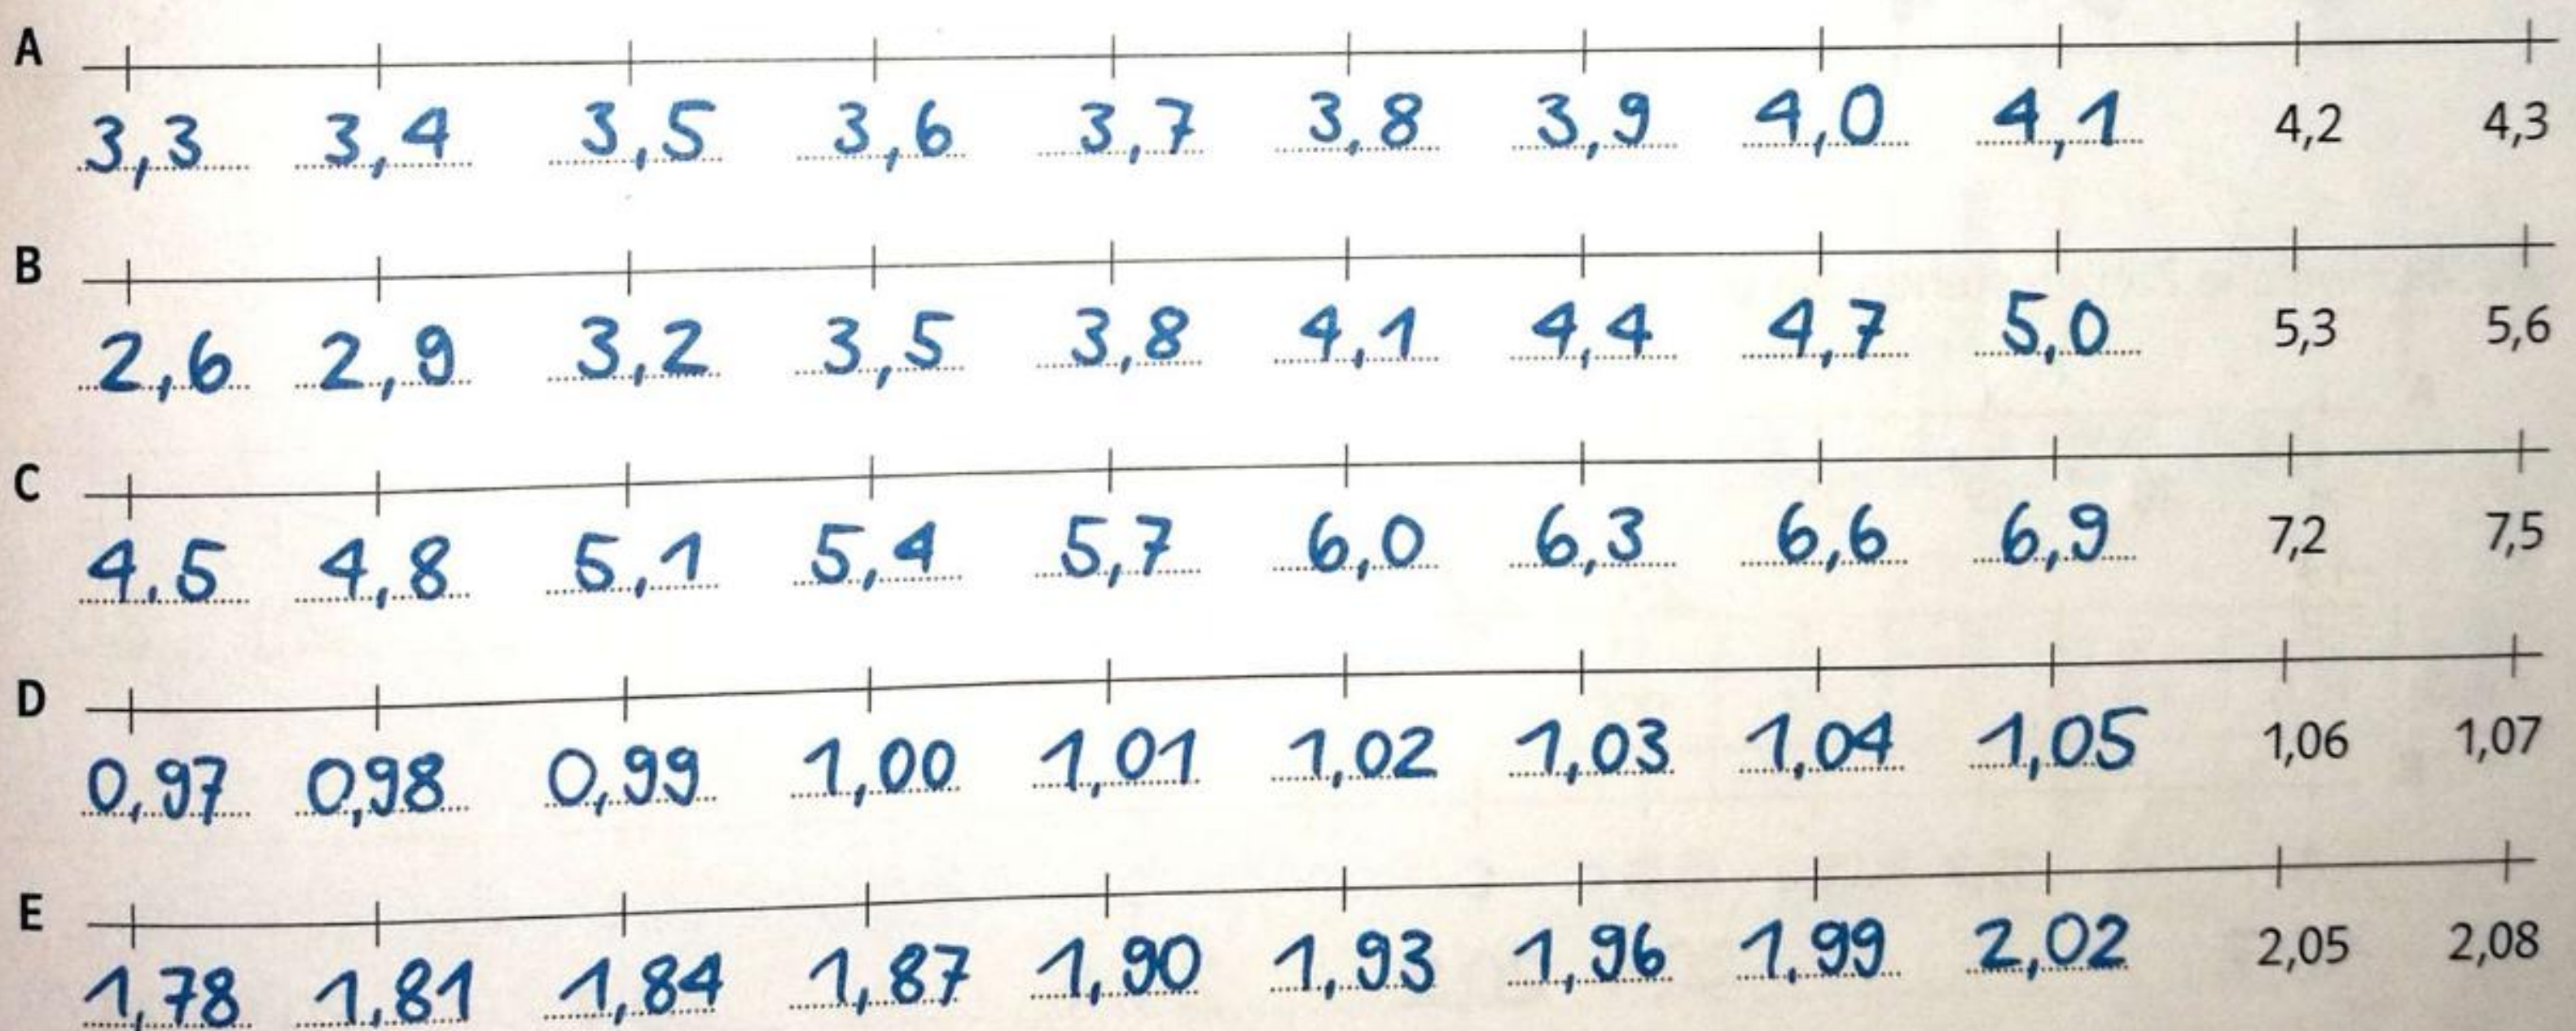 A
3,3 3,4 3,5 3,6 3,7 3,8 3,9 4,0 4,1 4,2 4,3
B
2,6 2,9 3,2 3,5 3,8 4,1 4,4 4,7 5,0 5,3 5,6
C
4,5 4,8 5,1 5,4 5,7 6,0 6,3 6,6 6,9 7,2 7,5
D
0,97 0,98 0,99 1,00 1,01 1,02 1,03 1,04 1,05 1,06 1,07
E
1,78 1,81 1,84 1,87 1,90 1,93 1,96 1,99 2,02 2,05 2,08